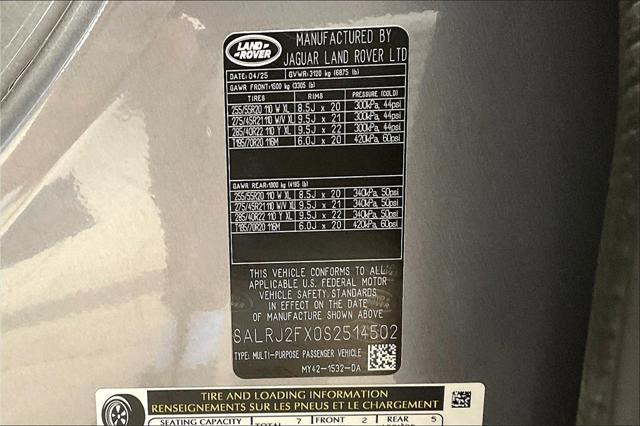 LAND
ROVER
MANUFACTURED BY
JAGUAR LAND ROVER LTD
DATE: 04/25 GVWR: 3120 kg (6875 lb)
GAWR FRONT: 1500 kg (3305 lb)
TIRES RIMS PRESSURE (COLD)
255/55R20 110 W XL 8.5J x 20 300kPa, 44psi
275/45R21 110 W/V XL 9.5J x 21 300kPa, 44psi
285/40R22 110 Y XL 9.5J x 22 300kPa, 44psi
T195/70R20 116M 6.0J x 20 420kPa, 60psi
GAWR REAR: 1900 kg (4195 lb)
255/55R20 110 W XL 8.5J x 20 340kPa, 50psi
275/45R21 110 W/V XL 9.5J x 21 340kPa, 50psi
285/40R22 110 Y XL 9.5J x 22 340kPa, 50psi
T195/70R20 116M 6.0J x 20 420kPa, 60psi
THIS VEHICLE CONFORMS TO ALL
APPLICABLE U.S. FEDERAL MOTOR
VEHICLE SAFETY STANDARDS
IN EFFECT ON THE DATE
OF MANUFACTURE SHOWN ABOVE
SALRJ2FX0S2514502
TYPE: MULTI-PURPOSE PASSENGER VEHICLE
MY42-1532-DA
TIRE AND LOADING INFORMATION
RENSEIGNEMENTS SUR LES PNEUS ET LE CHARGEMENT
SEATING CAPACITY TOTAL 7 FRONT 2 REAR 5